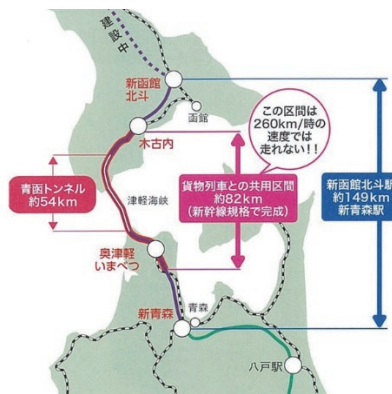 建設中
新函館
北斗
函館
木古内
この区間は
260km/時の
速度では
走れない!!
青函トンネル
約54km
津軽海峡
貨物列車との共用区間
約82km
(新幹線規格で完成)
新函館北斗駅
約149km
新青森駅
奥津軽
いまべつ
新青森
青森
八戸駅